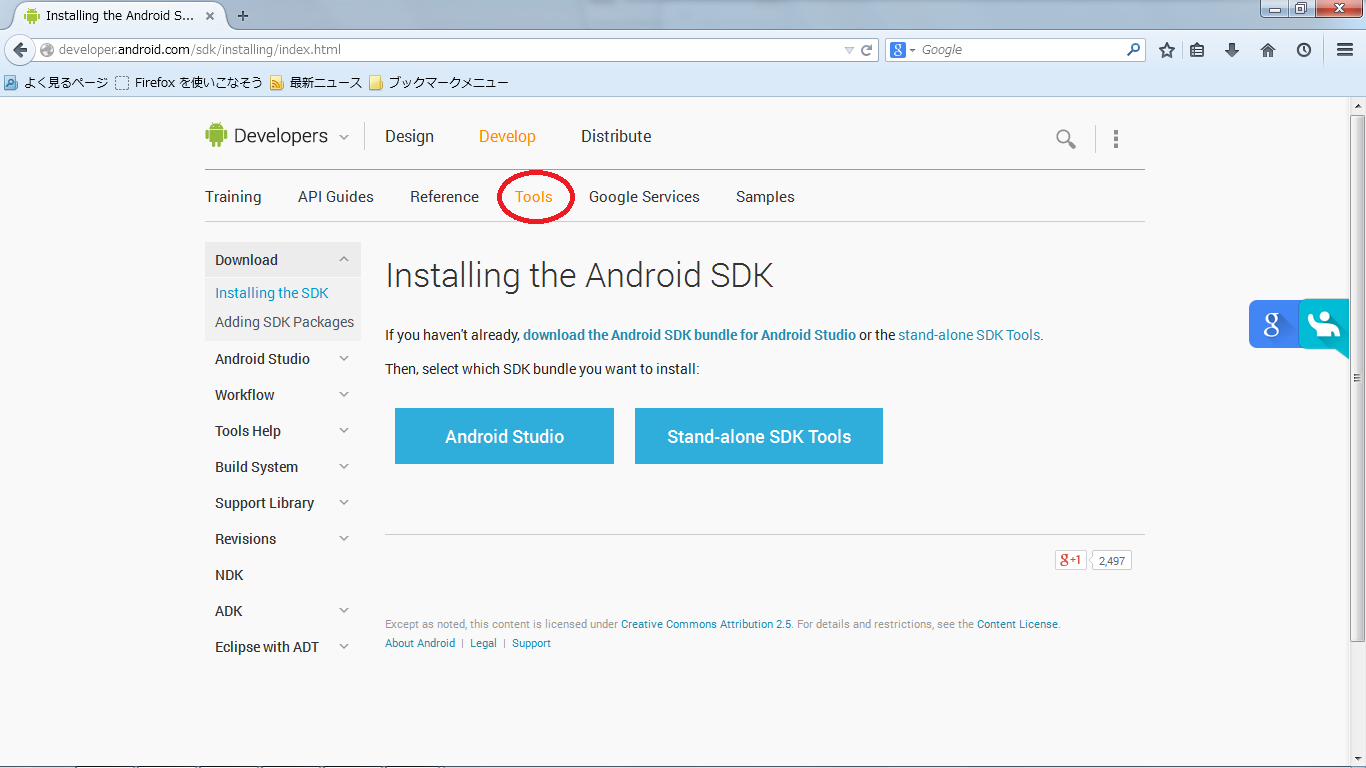 Installing the Android S...
developer.android.com/sdk/installing/index.html
Google
よく見るページ Firefox を使いこなそう 最新ニュース ブックマークメニュー
Developers Design Develop Distribute
Training API Guides Reference Tools Google Services Samples
Download
Installing the SDK
Adding SDK Packages
Android Studio
Workflow
Tools Help
Build System
Support Library
Revisions
NDK
ADK
Eclipse with ADT
Installing the Android SDK
If you haven't already, download the Android SDK bundle for Android Studio or the stand-alone SDK Tools.
Then, select which SDK bundle you want to install:
Android Studio Stand-alone SDK Tools
g+1 2,497
Except as noted, this content is licensed under Creative Commons Attribution 2.5. For details and restrictions, see the Content License.
About Android | Legal | Support